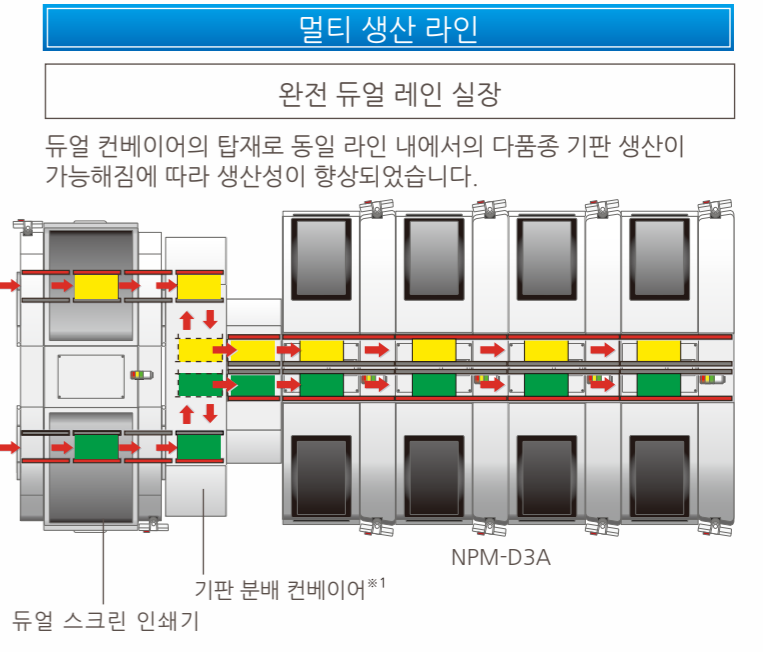 멀티 생산 라인
완전 듀얼 레인 실장
듀얼 컨베이어의 탑재로 동일 라인 내에서의 다품종 기판 생산이
가능해짐에 따라 생산성이 향상되었습니다.
NPM-D3A
기판 분배 컨베이어※1
듀얼 스크린 인쇄기